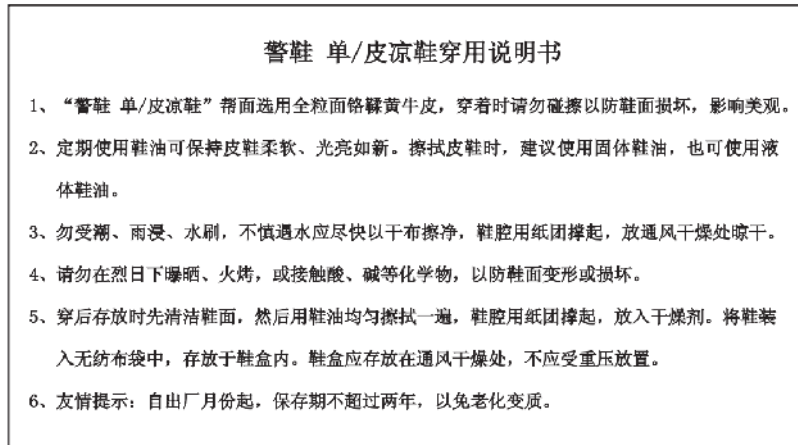 警鞋 单/皮凉鞋穿用说明书
1、“警鞋 单/皮凉鞋”帮面选用全粒面铬鞣黄牛皮，穿着时请勿碰擦以防鞋面损坏，影响美观。
2、定期使用鞋油可保持皮鞋柔软、光亮如新。擦拭皮鞋时，建议使用固体鞋油，也可使用液
体鞋油。
3、勿受潮、雨浸、水刷，不慎遇水应尽快以干布擦净，鞋腔用纸团撑起，放通风干燥处晾干。
4、请勿在烈日下曝晒、火烤，或接触酸、碱等化学物，以防鞋面变形或损坏。
5、穿后存放时先清洁鞋面，然后用鞋油均匀擦拭一遍，鞋腔用纸团撑起，放入干燥剂。将鞋装
入无纺布袋中，存放于鞋盒内。鞋盒应存放在通风干燥处，不应受重压放置。
6、友情提示：自出厂月份起，保存期不超过两年，以免老化变质。